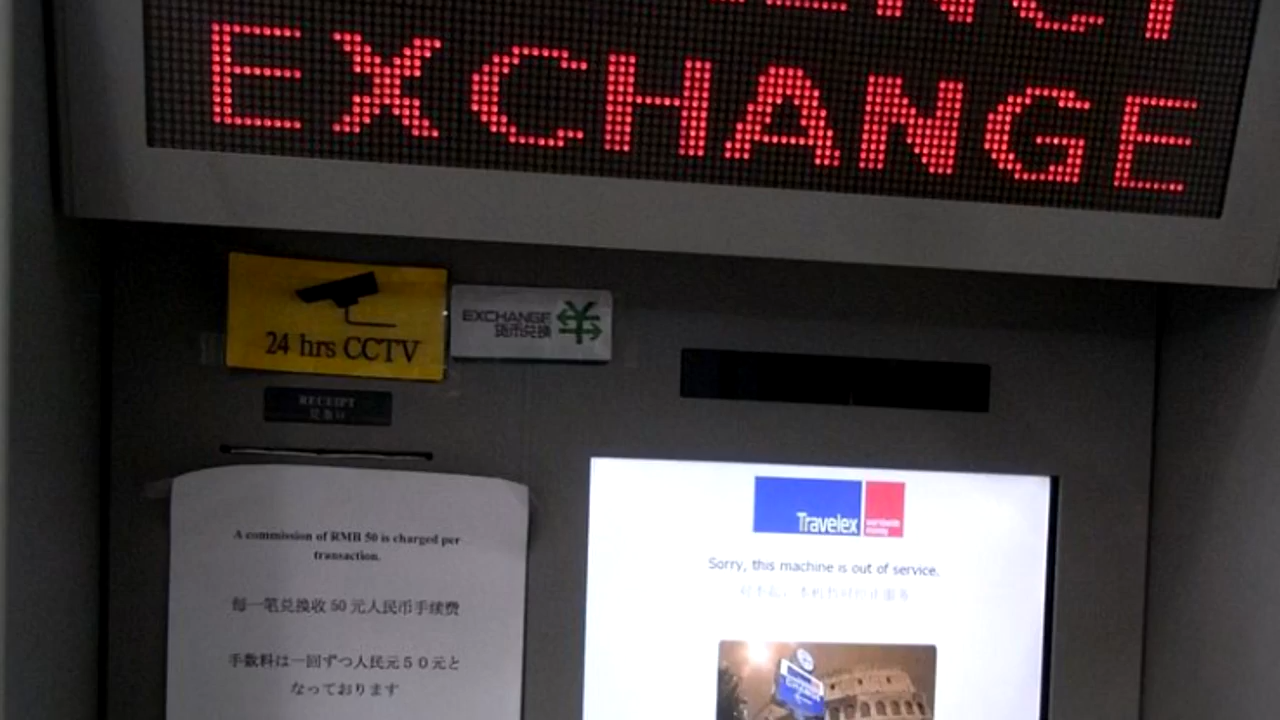 EXCHANGE
24 hrs CCTV
EXCHANGE
货币兑换
RECEIPT
A commission of RMB 50 is charged per
transaction.
每一笔兑换收 50 元人民币手续费
手数料は一回ずつ人民元５０元と
なっております
Travelex
worldwide
money
Sorry, this machine is out of service.